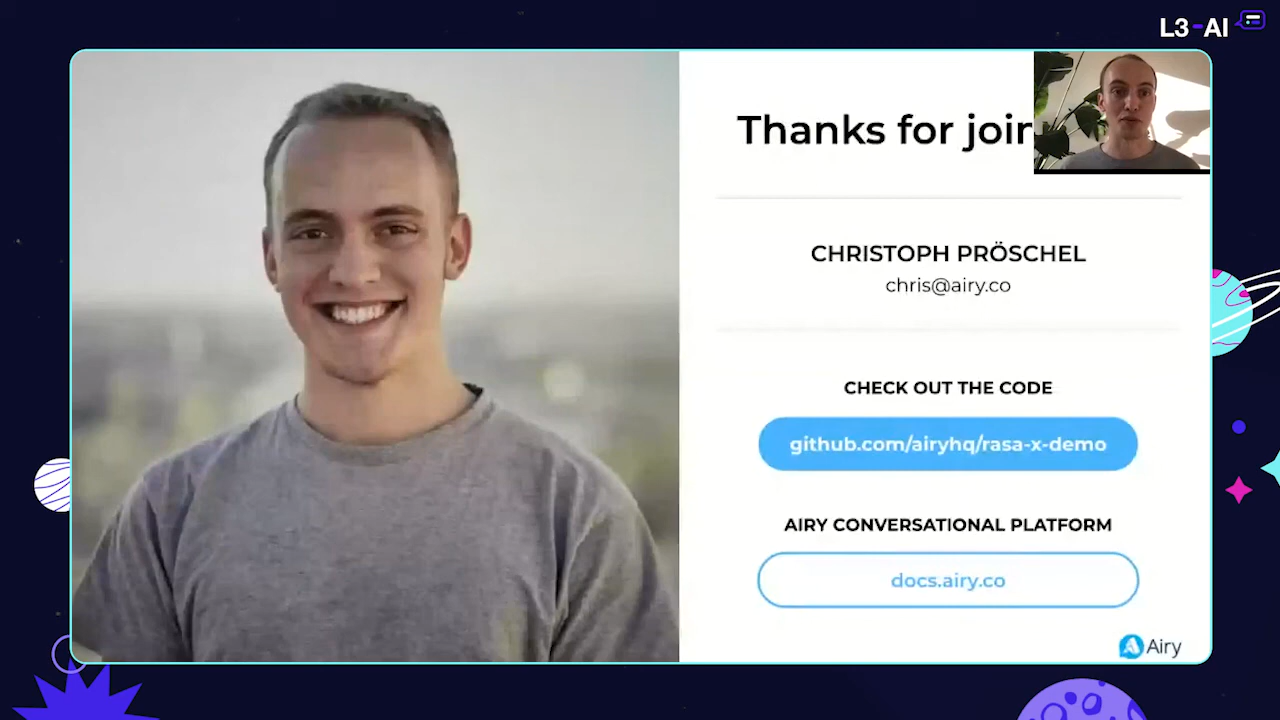 L3-AI
Thanks for join
CHRISTOPH PRÖSCHEL
chris@airy.co
CHECK OUT THE CODE
github.com/airyhq/rasa-x-demo
AIRY CONVERSATIONAL PLATFORM
docs.airy.co
Airy